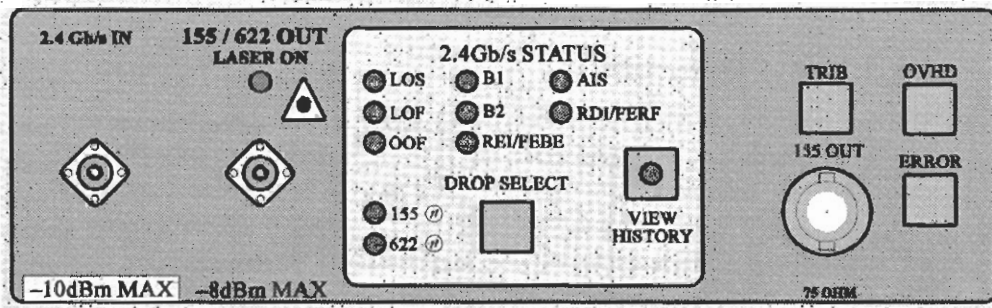 2.4 Gb/s IN
155 / 622 OUT
LASER ON
2.4Gb/s STATUS
LOS
B1
AIS
LOF
B2
RDI/FERF
OOF
REI/FEBE
DROP SELECT
155
622
VIEW
HISTORY
TRIB
OVHD
155 OUT
ERROR
–10dBm MAX
–8dBm MAX
75 OHM